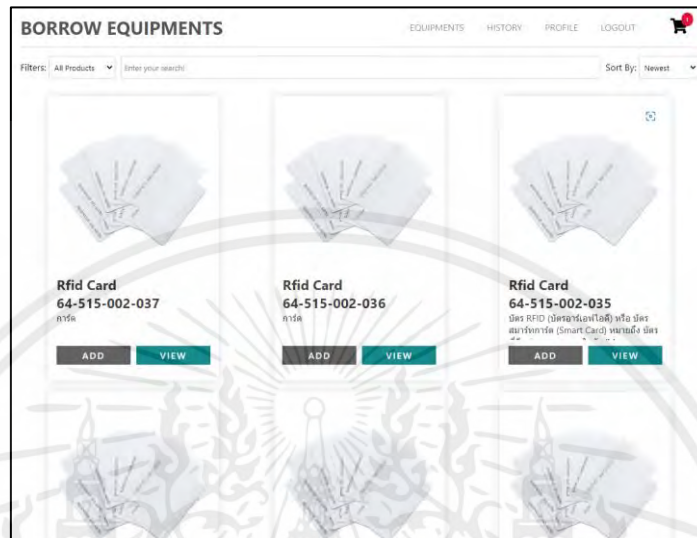 BORROW EQUIPMENTS
EQUIPMENTS HISTORY PROFILE LOGOUT
Filters: All Products Enter your search! Sort By: Newest
Rfid Card
64-515-002-037
การ์ด
ADD VIEW
Rfid Card
64-515-002-036
การ์ด
ADD VIEW
Rfid Card
64-515-002-035
บัตร RFID (บัตรอาร์เอฟไอดี) หรือ บัตร
สมาร์ทการ์ด (Smart Card) หมายถึง บัตร
ADD VIEW